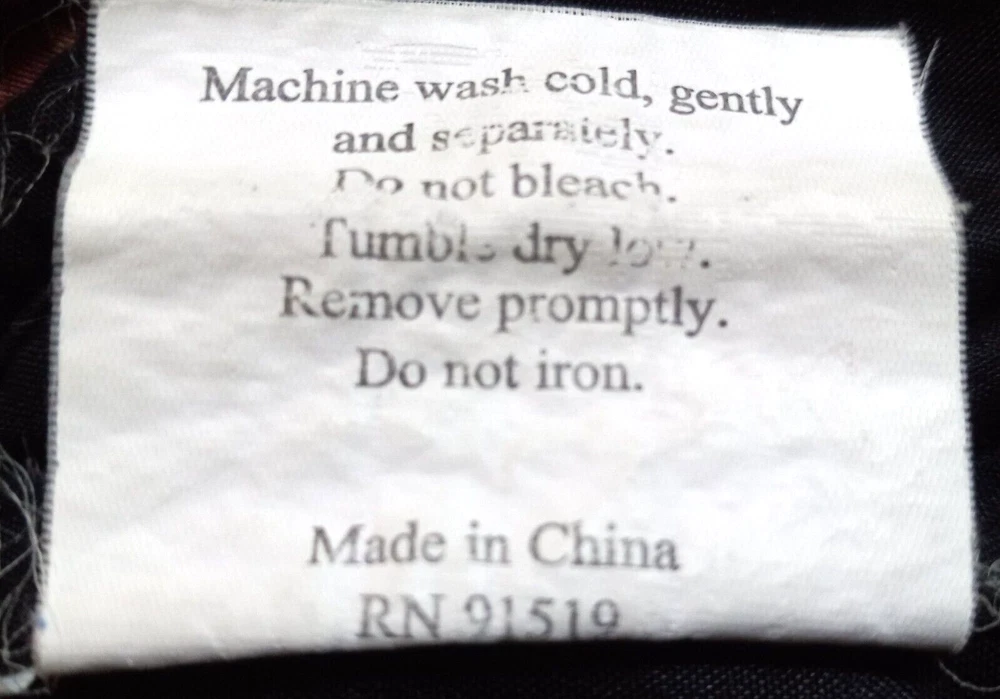 Machine wash cold, gently
and separately.
Do not bleach.
Tumble dry low.
Remove promptly.
Do not iron.
Made in China
RN 91519